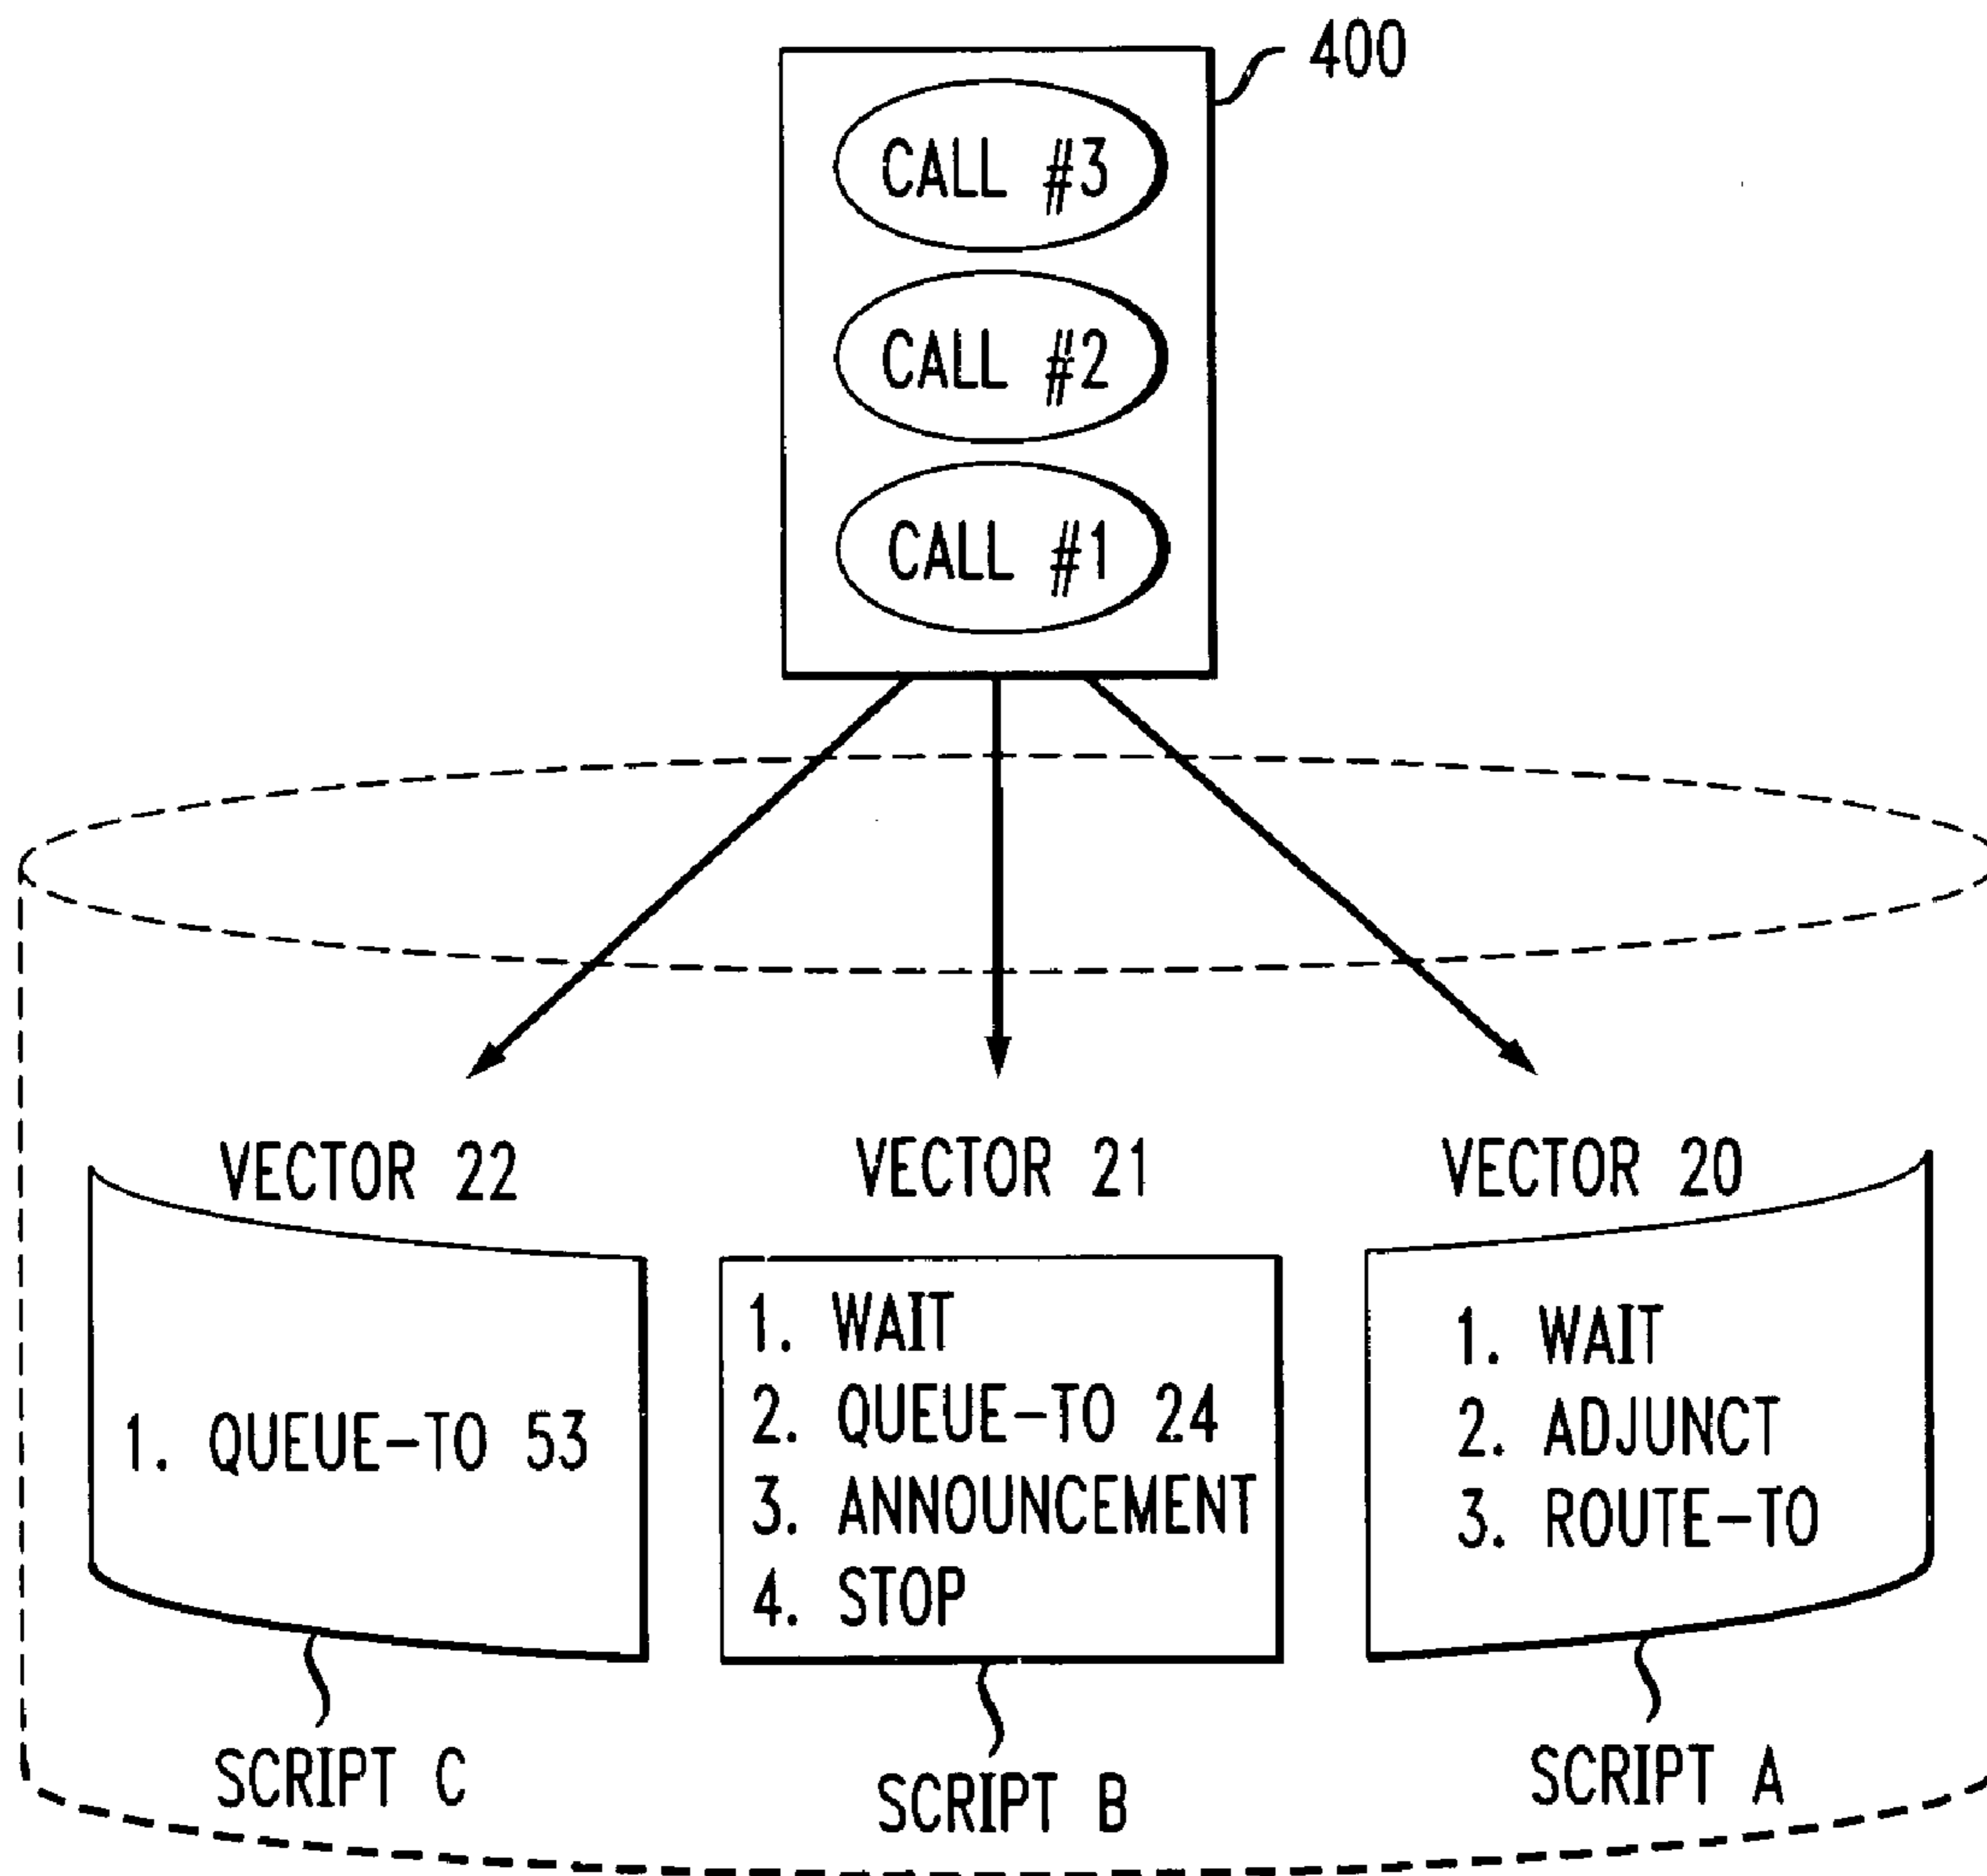 400
CALL #3
CALL #2
CALL #1
VECTOR 22
1. QUEUE-TO 53
SCRIPT C
VECTOR 21
1. WAIT
2. QUEUE-TO 24
3. ANNOUNCEMENT
4. STOP
SCRIPT B
VECTOR 20
1. WAIT
2. ADJUNCT
3. ROUTE-TO
SCRIPT A